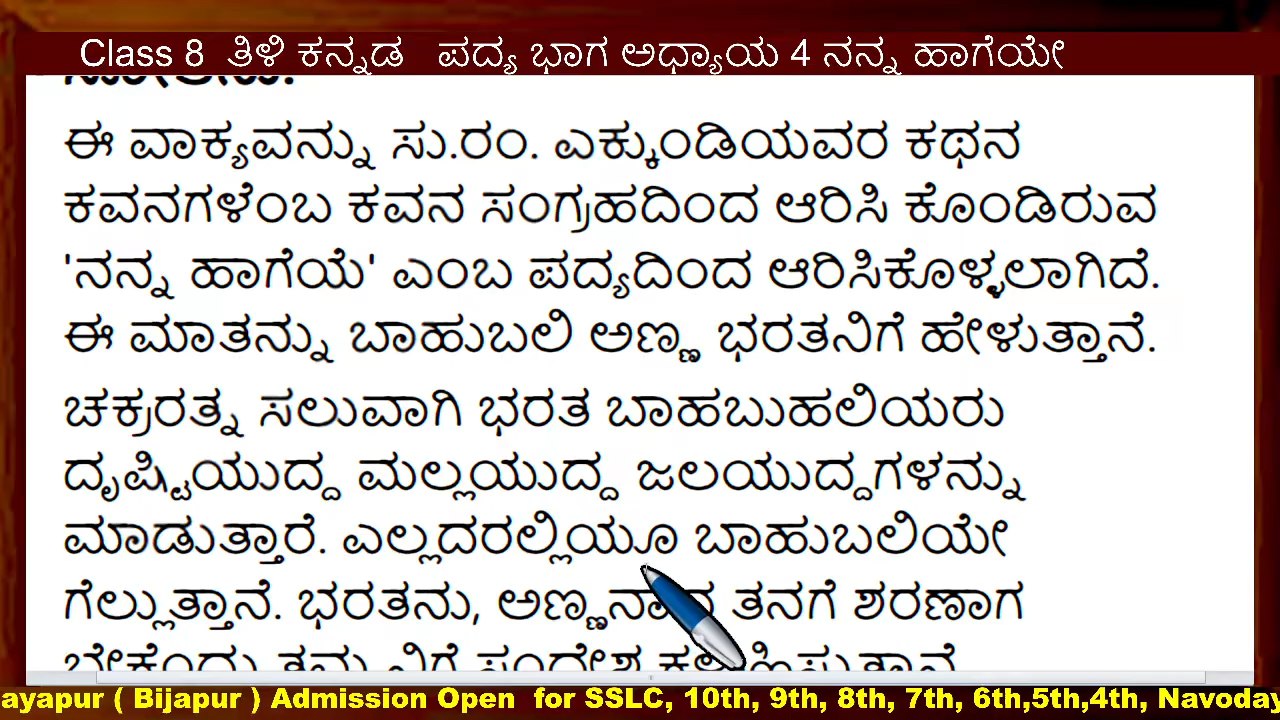 Class 8 ತಿಳಿ ಕನ್ನಡ ಪದ್ಯ ಭಾಗ ಅಧ್ಯಾಯ 4 ನನ್ನ ಹಾಗೆಯೇ
ಈ ವಾಕ್ಯವನ್ನು ಸು.ರಂ. ಎಕ್ಕುಂಡಿಯವರ ಕಥನ
ಕವನಗಳೆಂಬ ಕವನ ಸಂಗ್ರಹದಿಂದ ಆರಿಸಿ ಕೊಂಡಿರುವ
'ನನ್ನ ಹಾಗೆಯೆ' ಎಂಬ ಪದ್ಯದಿಂದ ಆರಿಸಿಕೊಳ್ಳಲಾಗಿದೆ.
ಈ ಮಾತನ್ನು ಬಾಹುಬಲಿ ಅಣ್ಣ ಭರತನಿಗೆ ಹೇಳುತ್ತಾನೆ.
ಚಕ್ರರತ್ನ ಸಲುವಾಗಿ ಭರತ ಬಾಹಬುಹಲಿಯರು
ದೃಷ್ಟಿಯುದ್ದ ಮಲ್ಲಯುದ್ದ ಜಲಯುದ್ದಗಳನ್ನು
ಮಾಡುತ್ತಾರೆ. ಎಲ್ಲದರಲ್ಲಿಯೂ ಬಾಹುಬಲಿಯೇ
ಗೆಲ್ಲುತ್ತಾನೆ. ಭರತನು, ಅಣ್ಣನಾದ ತನಗೆ ಶರಣಾಗ
ayapur ( Bijapur ) Admission Open for SSLC, 10th, 9th, 8th, 7th, 6th,5th,4th, Navoday